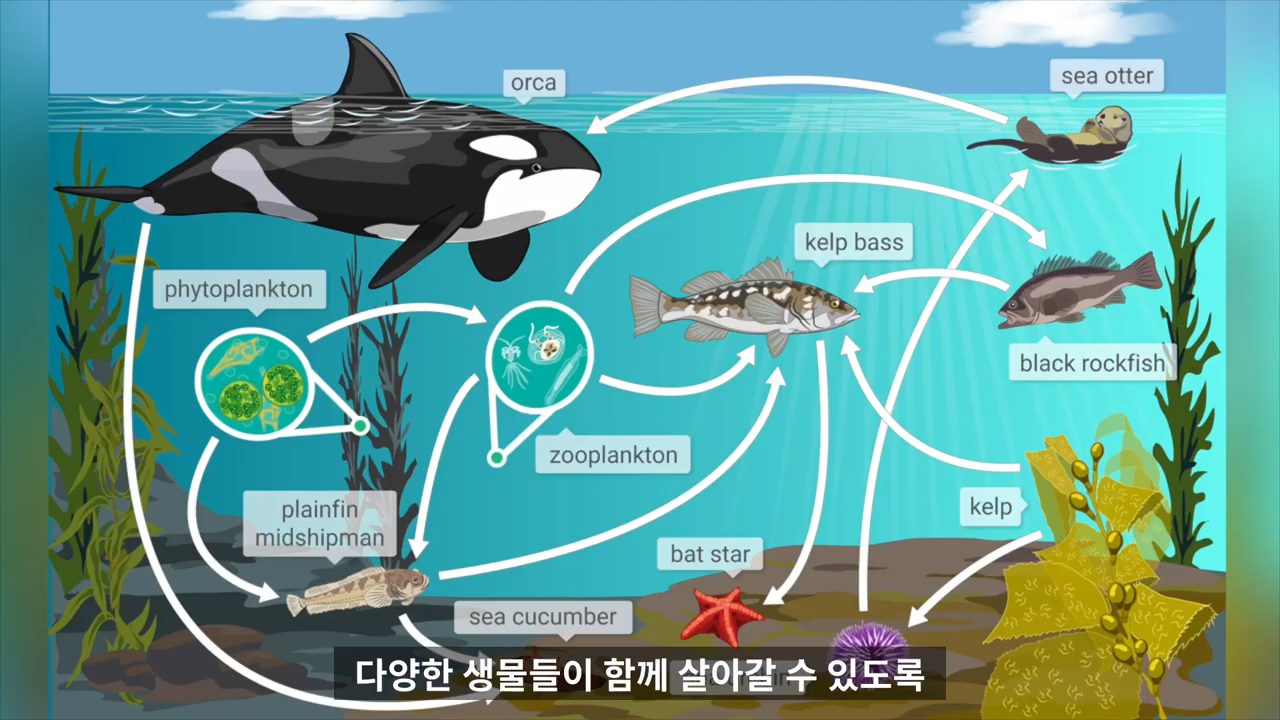 orca
sea otter
kelp bass
phytoplankton
black rockfish
zooplankton
kelp
plainfin
midshipman
bat star
sea cucumber
다양한 생물들이 함께 살아갈 수 있도록